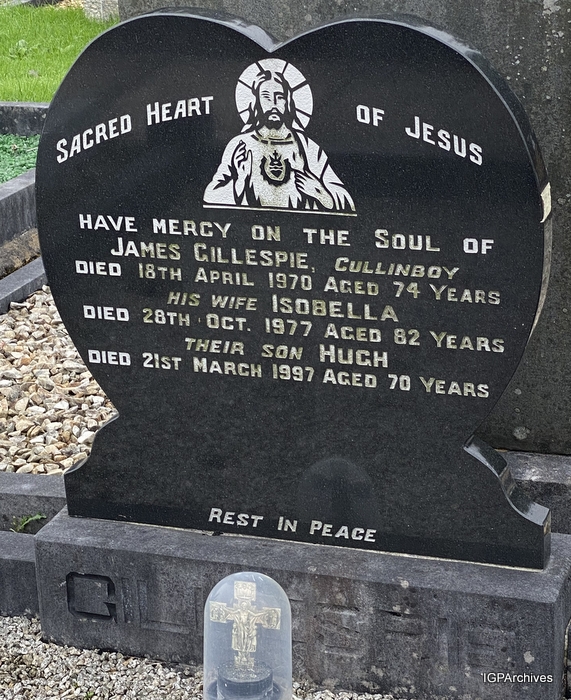 SACRED HEART OF JESUS
HAVE MERCY ON THE SOUL OF
JAMES GILLESPIE, CULLINBOY
DIED 18TH APRIL 1970 AGED 74 YEARS
HIS WIFE ISOBELLA
DIED 28TH OCT. 1977 AGED 82 YEARS
THEIR SON HUGH
DIED 21ST MARCH 1997 AGED 70 YEARS
REST IN PEACE
IGPArchives